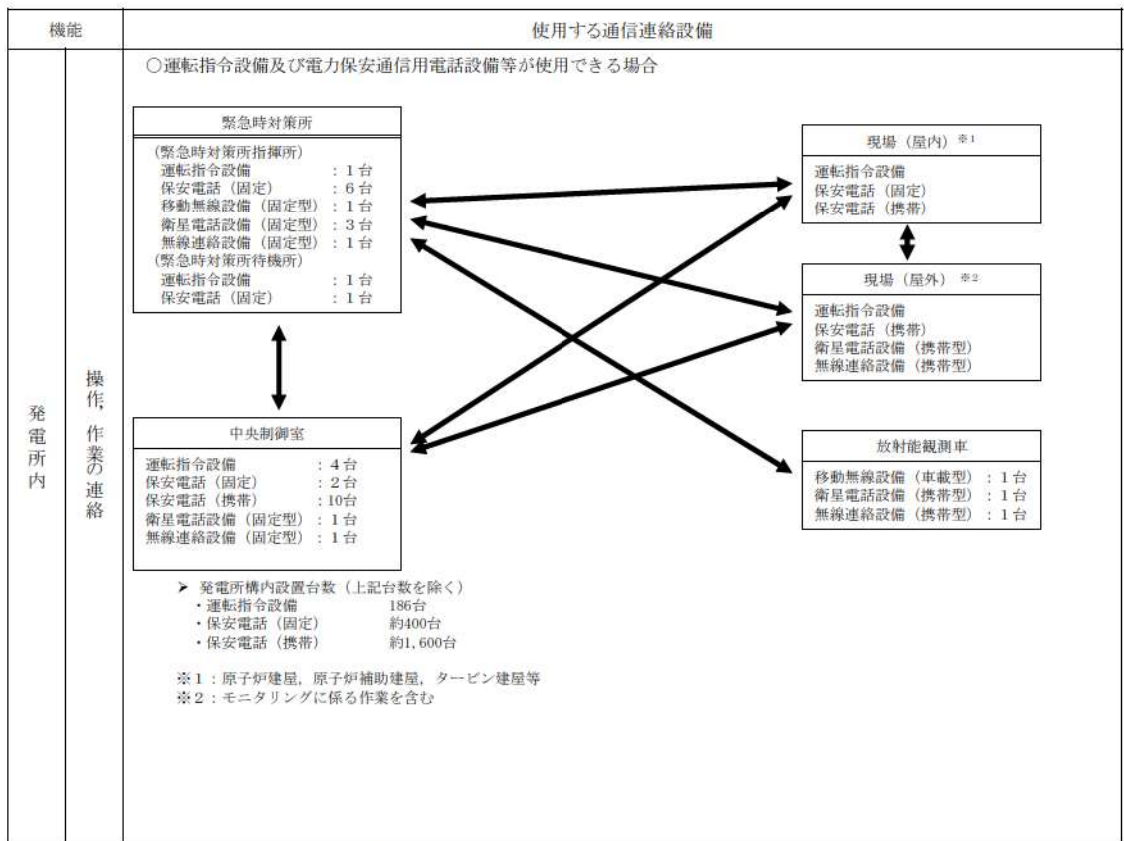 機能
使用する通信連絡設備
発電所内
操作，作業の連絡
○運転指令設備及び電力保安通信用電話設備等が使用できる場合
緊急時対策所
(緊急時対策所指揮所)
運転指令設備 : 1台
保安電話（固定） : 6台
移動無線設備（固定型） : 1台
衛星電話設備（固定型） : 3台
無線連絡設備（固定型） : 1台
(緊急時対策所待機所)
運転指令設備 : 1台
保安電話（固定） : 1台
現場（屋内）※1
運転指令設備
保安電話（固定）
保安電話（携帯）
現場（屋外）※2
運転指令設備
保安電話（携帯）
衛星電話設備（携帯型）
無線連絡設備（携帯型）
中央制御室
運転指令設備 : 4台
保安電話（固定） : 2台
保安電話（携帯） : 10台
衛星電話設備（固定型） : 1台
無線連絡設備（固定型） : 1台
放射能観測車
移動無線設備（車載型） : 1台
衛星電話設備（携帯型） : 1台
無線連絡設備（携帯型） : 1台
➢ 発電所構内設置台数（上記台数を除く）
・運転指令設備 186台
・保安電話（固定） 約400台
・保安電話（携帯） 約1,600台
※1：原子炉建屋，原子炉補助建屋，タービン建屋等
※2：モニタリングに係る作業を含む